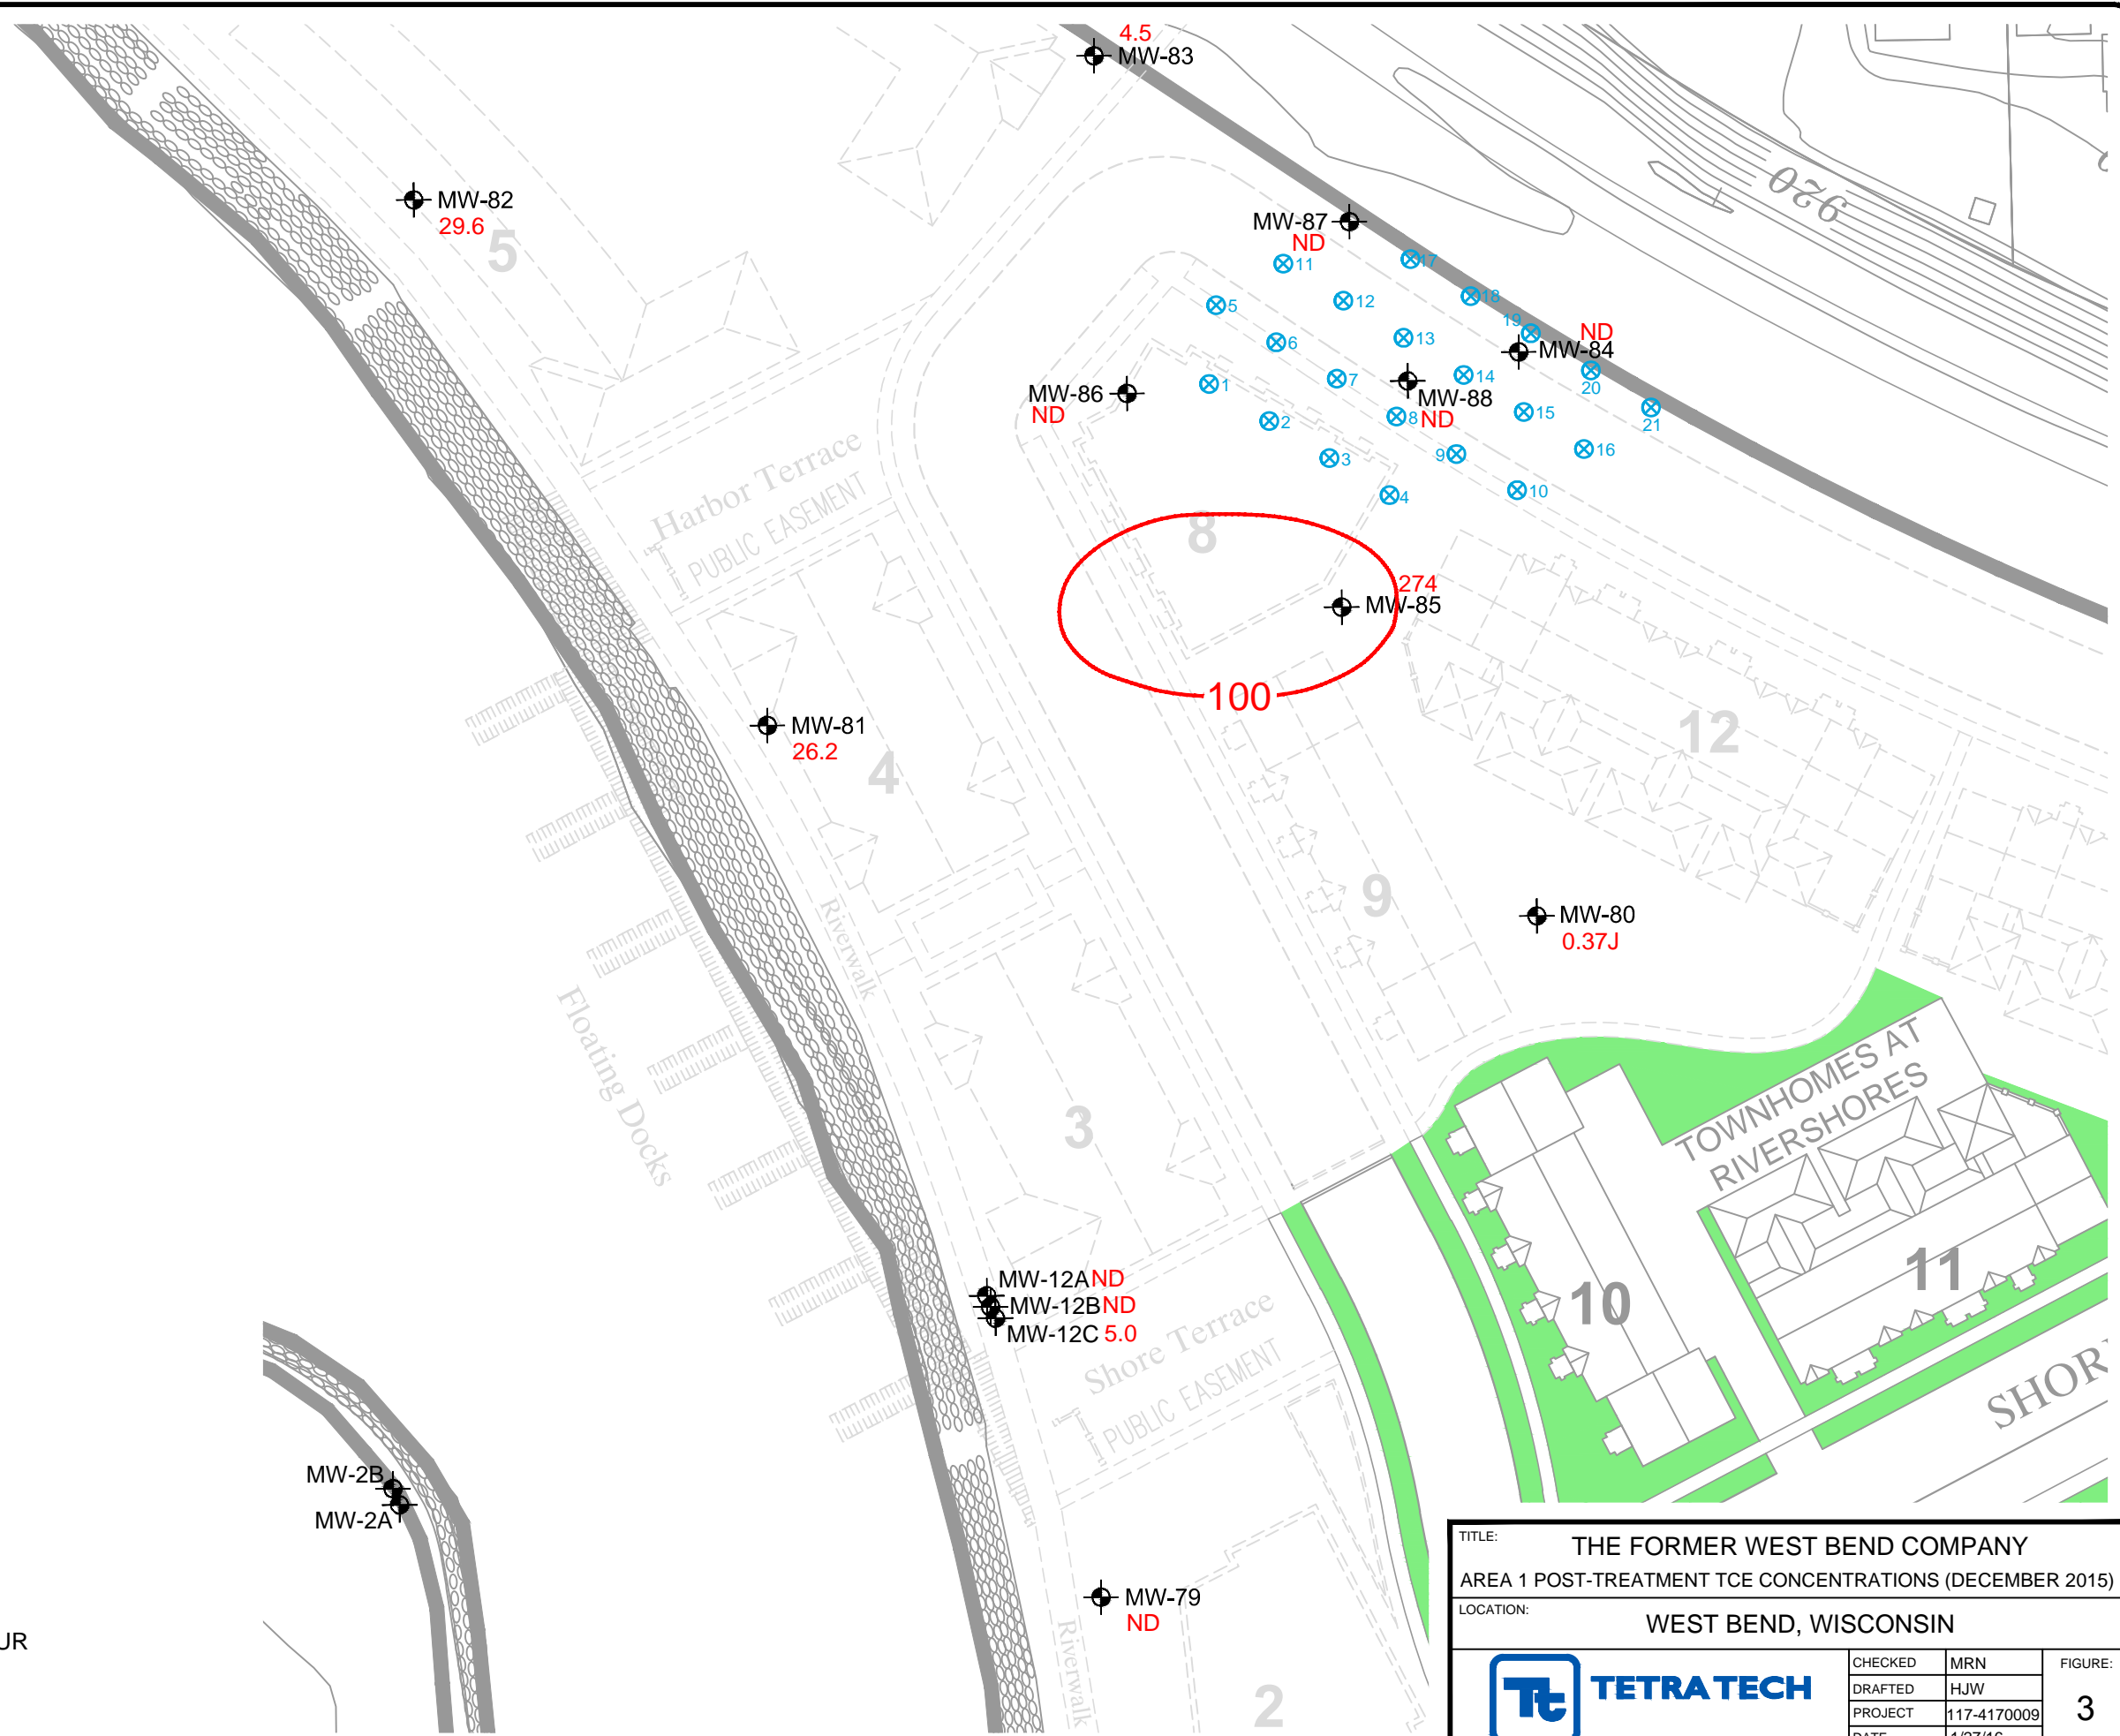 4.5
MW-83
MW-82
29.6
5
920
MW-87
ND
11
17
5
12
18
6
13
19
ND
MW-84
1
7
14
20
MW-86
ND
MW-88
2
8
ND
15
21
3
9
16
4
10
Harbor Terrace
PUBLIC EASEMENT
8
274
MW-85
100
MW-81
26.2
4
12
9
MW-80
0.37J
Riverwalk
Floating Docks
3
TOWNHOMES AT
RIVERSHORES
11
10
MW-12A ND
MW-12B ND
MW-12C 5.0
Shore Terrace
PUBLIC EASEMENT
SHOR
MW-2B
MW-2A
MW-79
ND
Riverwalk
2
UR
TITLE:
THE FORMER WEST BEND COMPANY
AREA 1 POST-TREATMENT TCE CONCENTRATIONS (DECEMBER 2015)
LOCATION:
WEST BEND, WISCONSIN
Tt
TETRA TECH
CHECKED MRN
DRAFTED HJW
PROJECT 117-4170009
DATE 1/27/16
FIGURE:
3